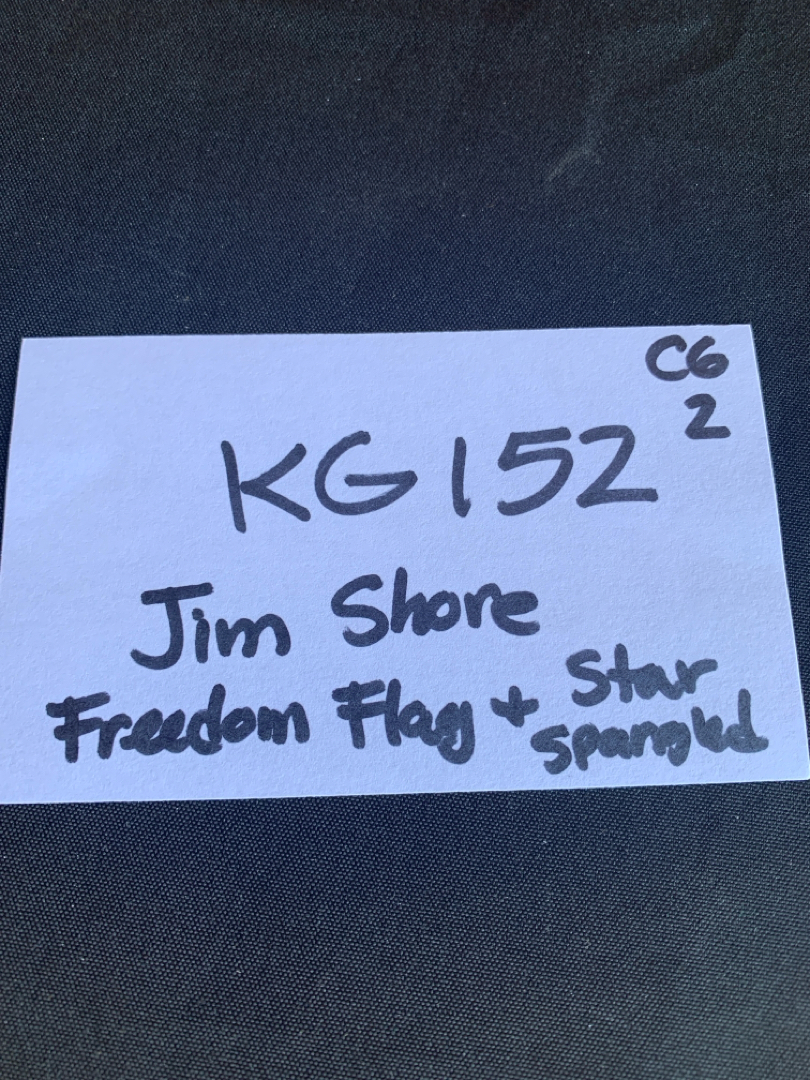 C6
2
KG152
Jim Shore
Freedom Flag + Star
spangled